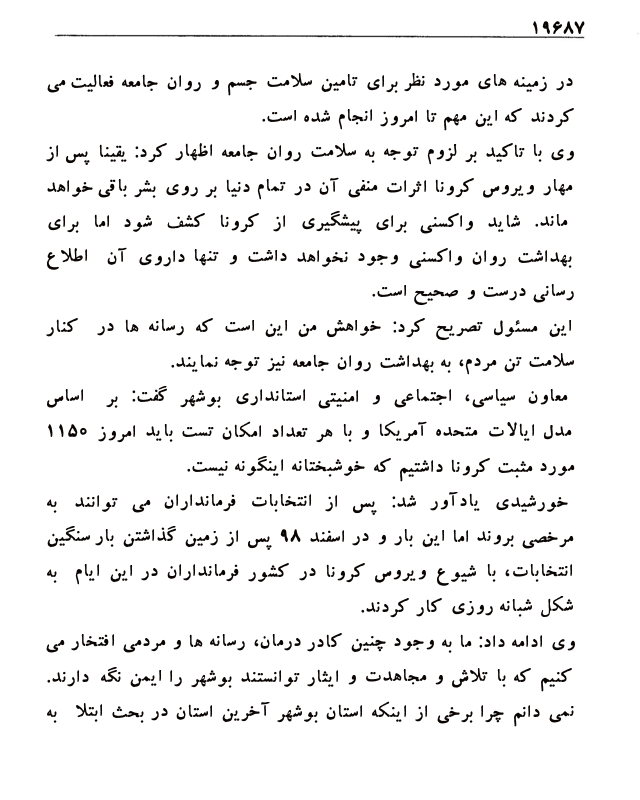 ۱۹۶۸۷
در زمینه های مورد نظر برای تامین سلامت جسم و روان جامعه فعالیت می
کردند که این مهم تا امروز انجام شده است.
وی با تاکید بر لزوم توجه به سلامت روان جامعه اظهار کرد: یقینا پس از
مهار ویروس کرونا اثرات منفی آن در تمام دنیا بر روی بشر باقی خواهد
ماند. شاید واکسنی برای پیشگیری از کرونا کشف شود اما برای
بهداشت روان واکسنی وجود نخواهد داشت و تنها داروی آن اطلاع
رسانی درست و صحیح است.
این مسئول تصریح کرد: خواهش من این است که رسانه ها در کنار
سلامت تن مردم، به بهداشت روان جامعه نیز توجه نمایند.
معاون سیاسی، اجتماعی و امنیتی استانداری بوشهر گفت: بر اساس
مدل ایالات متحده آمریکا و با هر تعداد امکان تست باید امروز ۱۱۵۰
مورد مثبت کرونا داشتیم که خوشبختانه اینگونه نیست.
خورشیدی یادآور شد: پس از انتخابات فرمانداران می توانند به
مرخصی بروند اما این بار و در اسفند ۹۸ پس از زمین گذاشتن بار سنگین
انتخابات، با شیوع ویروس کرونا در کشور فرمانداران در این ایام به
شکل شبانه روزی کار کردند.
وی ادامه داد: ما به وجود چنین کادر درمان، رسانه ها و مردمی افتخار می
کنیم که با تلاش و مجاهدت و ایثار توانستند بوشهر را ایمن نگه دارند.
نمی دانم چرا برخی از اینکه استان بوشهر آخرین استان در بحث ابتلا به